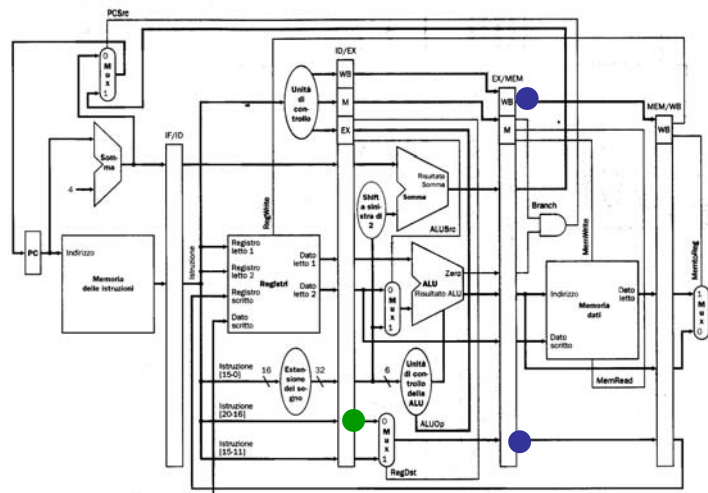 PCSrc
ID/EX
EX/MEM
MEM/WB
IF/ID
0
M
u
x
1
Unità
di con-
trollo
WB
M
EX
WB
M
WB
Som-
ma
4
Risultato
Somma
Somma
Shift
a sini-
stra di
2
ALUSrc
Branch
RegWrite
MemWrite
MemtoReg
PC
Indirizzo
Memoria
delle istruzioni
Istruzione
Registro
letto 1
Registro
letto 2
Registro
scritto
Dato
scritto
Registri
Dato
letto 1
Dato
letto 2
0
M
u
x
1
ALU
Zero
Risultato ALU
Indirizzo
Dato
letto
Memoria
dati
Dato
scritto
MemRead
1
M
u
x
0
Istruzione
[15-0]
16
Esten-
sione
del segno
32
6
Unità
di con-
trollo
della
ALU
ALUOp
Istruzione
[20-16]
Istruzione
[15-11]
0
M
u
x
1
RegDst